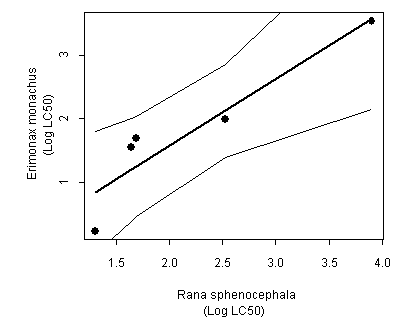 Erimonax monachus
(Log LC50)
3
2
1
1.5 2.0 2.5 3.0 3.5 4.0
Rana sphenocephala
(Log LC50)